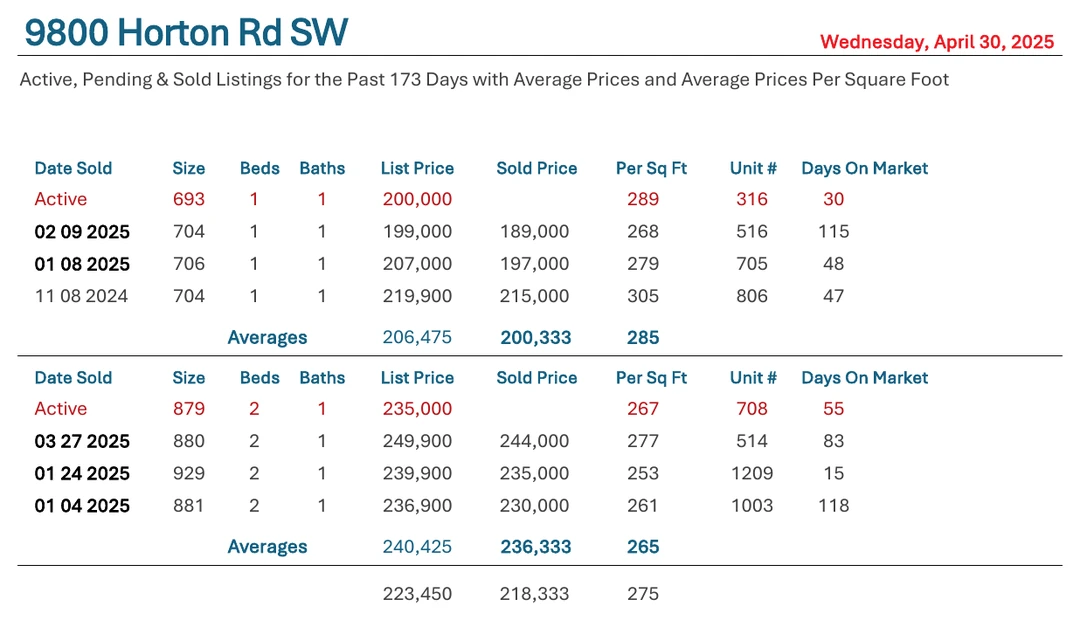 9800 Horton Rd SW
Wednesday, April 30, 2025
Active, Pending & Sold Listings for the Past 173 Days with Average Prices and Average Prices Per Square Foot
Date Sold Size Beds Baths List Price Sold Price Per Sq Ft Unit # Days On Market
Active 693 1 1 200,000 289 316 30
02 09 2025 704 1 1 199,000 189,000 268 516 115
01 08 2025 706 1 1 207,000 197,000 279 705 48
11 08 2024 704 1 1 219,900 215,000 305 806 47
Averages 206,475 200,333 285
Date Sold Size Beds Baths List Price Sold Price Per Sq Ft Unit # Days On Market
Active 879 2 1 235,000 267 708 55
03 27 2025 880 2 1 249,900 244,000 277 514 83
01 24 2025 929 2 1 239,900 235,000 253 1209 15
01 04 2025 881 2 1 236,900 230,000 261 1003 118
Averages 240,425 236,333 265
223,450 218,333 275